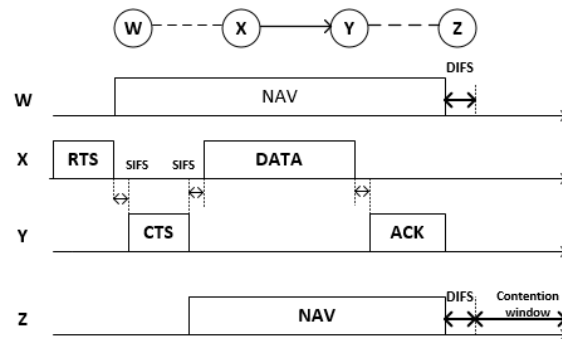 W X Y Z
DIFS
W NAV
X RTS SIFS SIFS DATA
Y CTS ACK
DIFS Contention
window
Z NAV